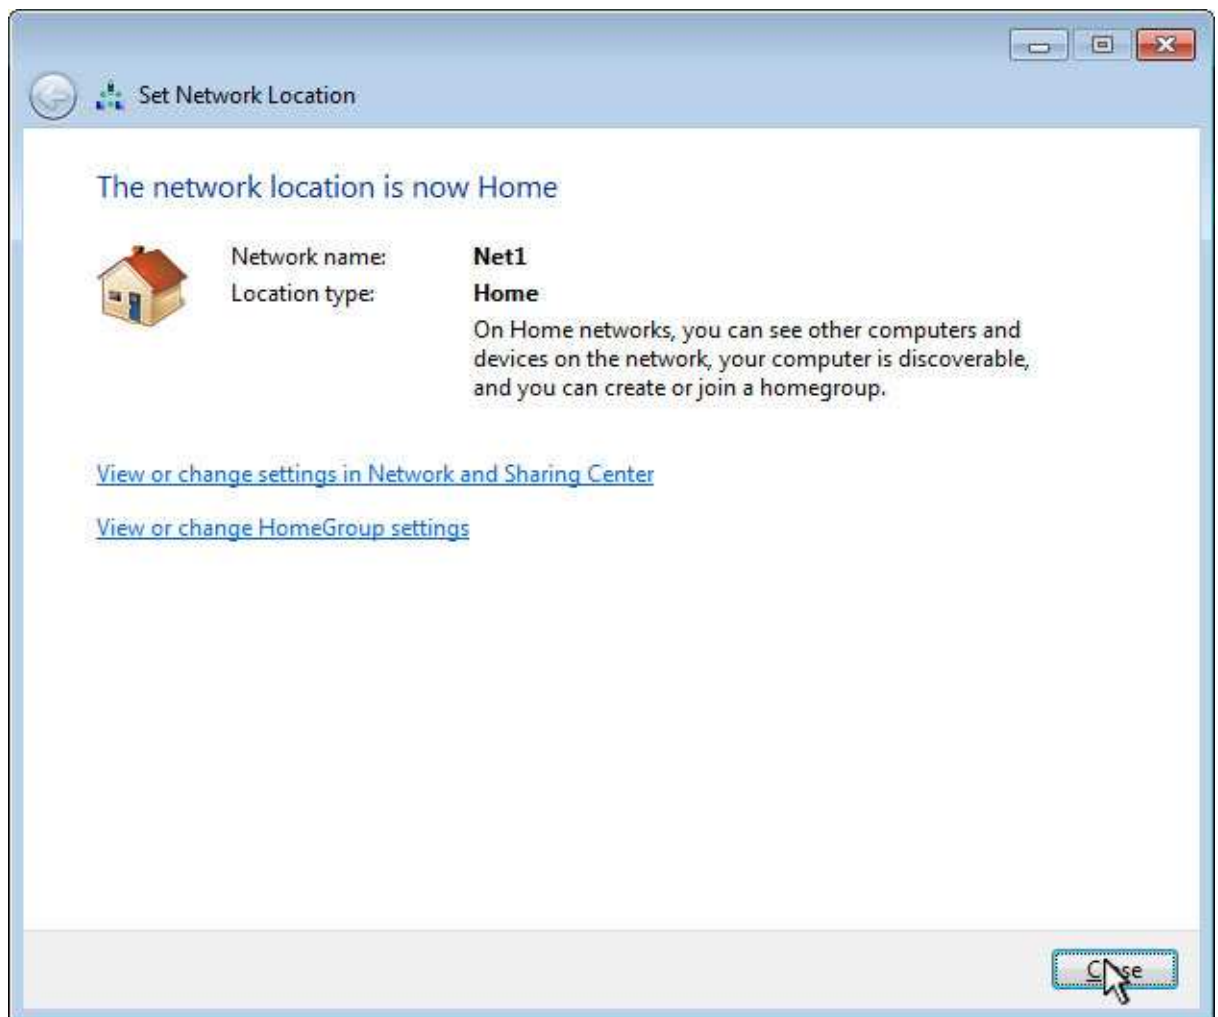 Set Network Location
The network location is now Home
Network name: Net1
Location type: Home
On Home networks, you can see other computers and
devices on the network, your computer is discoverable,
and you can create or join a homegroup.
View or change settings in Network and Sharing Center
View or change HomeGroup settings
Close